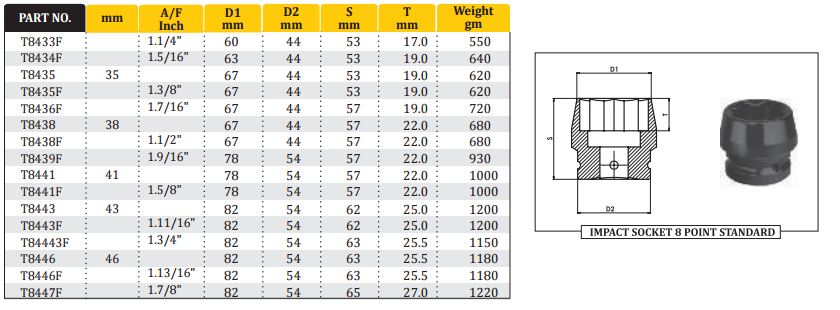 PART NO. mm A/F Inch D1 mm D2 mm S mm T mm Weight gm
T8433F 1.1/4" 60 44 53 17.0 550
T8434F 1.5/16" 63 44 53 19.0 640
T8435 35 67 44 53 19.0 620
T8435F 1.3/8" 67 44 53 19.0 620
T8436F 1.7/16" 67 44 57 19.0 720
T8438 38 67 44 57 22.0 680
T8438F 1.1/2" 67 44 57 22.0 680
T8439F 1.9/16" 78 54 57 22.0 930
T8441 41 78 54 57 22.0 1000
T8441F 1.5/8" 78 54 57 22.0 1000
T8443 43 82 54 62 25.0 1200
T8443F 1.11/16" 82 54 62 25.0 1200
T84443F 1.3/4" 82 54 63 25.5 1150
T8446 46 82 54 63 25.5 1180
T8446F 1.13/16" 82 54 63 25.5 1180
T8447F 1.7/8" 82 54 65 27.0 1220
D1
S
T
D2
IMPACT SOCKET 8 POINT STANDARD